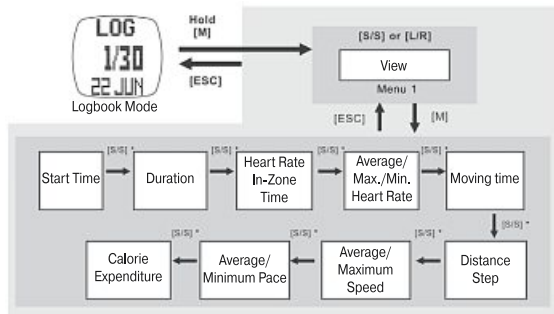 LOG
1/30
22 JUN
Logbook Mode
Hold
[M]
[ESC]
[S/S] or [L/R]
View
Menu 1
[ESC]
[M]
Start Time
[S/S] *
Duration
[S/S] *
Heart Rate
In-Zone
Time
[S/S] *
Average/
Max./Min.
Heart Rate
[S/S] *
Moving time
[S/S] *
Distance
Step
[S/S] *
Average/
Maximum
Speed
[S/S] *
Average/
Minimum Pace
[S/S] *
Calorie
Expenditure